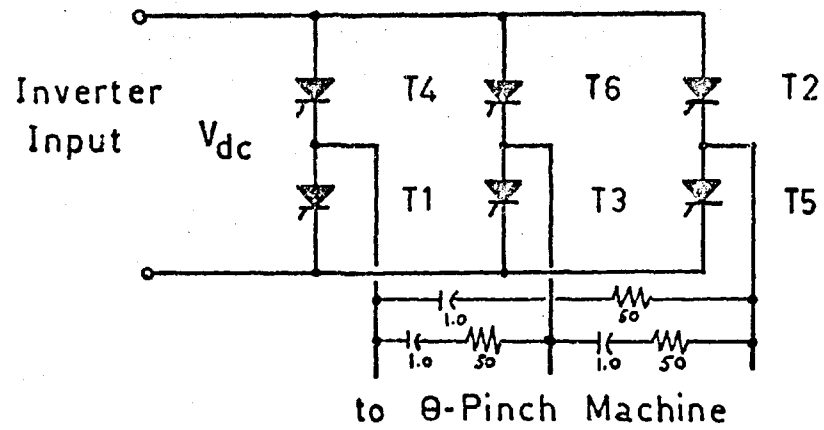 Inverter
Input
Vdc
T4
T6
T2
T1
T3
T5
1.0
50
1.0
50
1.0
50
to θ-Pinch Machine